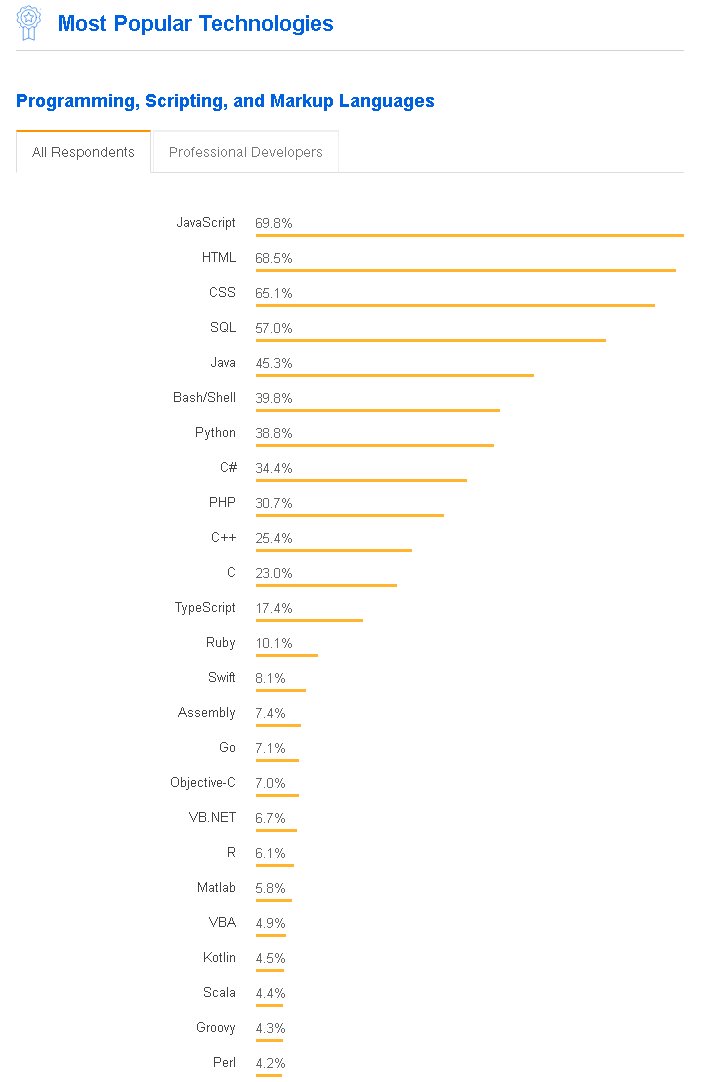 Most Popular Technologies
Programming, Scripting, and Markup Languages
All Respondents Professional Developers
JavaScript 69.8%
HTML 68.5%
CSS 65.1%
SQL 57.0%
Java 45.3%
Bash/Shell 39.8%
Python 38.8%
C# 34.4%
PHP 30.7%
C++ 25.4%
C 23.0%
TypeScript 17.4%
Ruby 10.1%
Swift 8.1%
Assembly 7.4%
Go 7.1%
Objective-C 7.0%
VB.NET 6.7%
R 6.1%
Matlab 5.8%
VBA 4.9%
Kotlin 4.5%
Scala 4.4%
Groovy 4.3%
Perl 4.2%